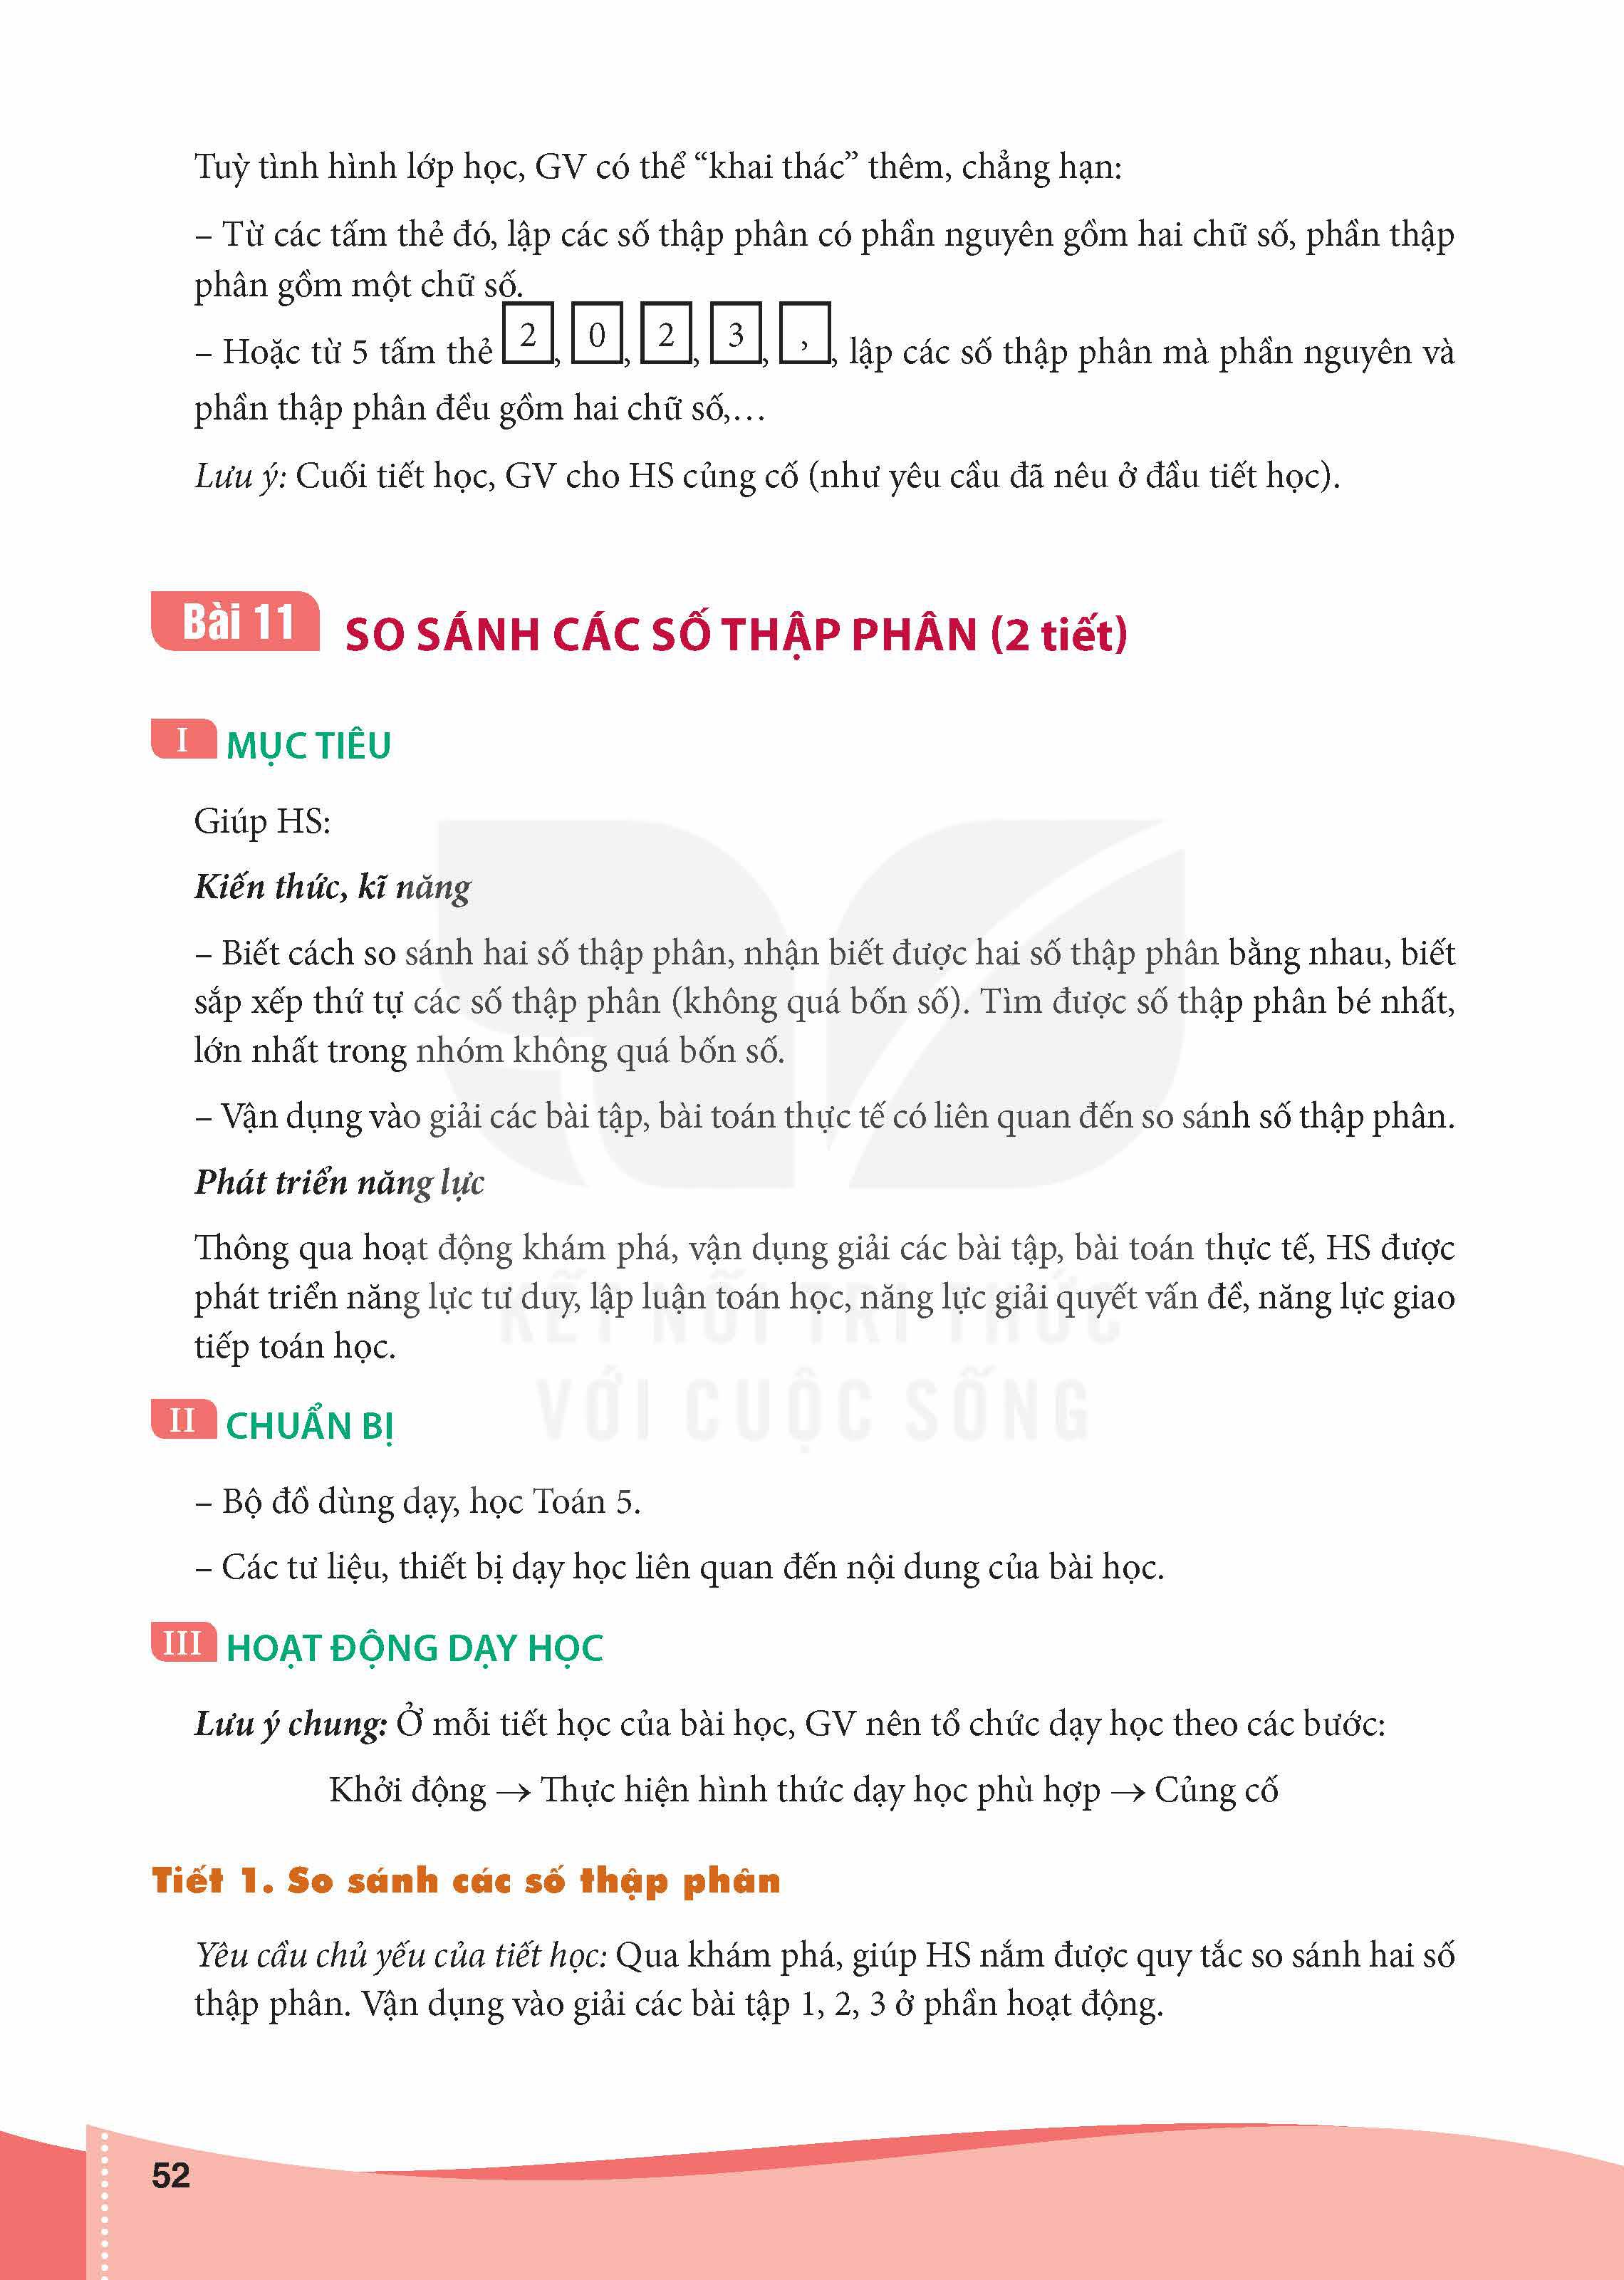 Tuỳ tình hình lớp học, GV có thể “khai thác” thêm, chẳng hạn:
– Từ các tấm thẻ đó, lập các số thập phân có phần nguyên gồm hai chữ số, phần thập
phân gồm một chữ số.
– Hoặc từ 5 tấm thẻ 2, 0, 2, 3, ,, lập các số thập phân mà phần nguyên và
phần thập phân đều gồm hai chữ số,…
Lưu ý: Cuối tiết học, GV cho HS củng cố (như yêu cầu đã nêu ở đầu tiết học).
Bài 11 SO SÁNH CÁC SỐ THẬP PHÂN (2 tiết)
I MỤC TIÊU
Giúp HS:
Kiến thức, kĩ năng
– Biết cách so sánh hai số thập phân, nhận biết được hai số thập phân bằng nhau, biết
sắp xếp thứ tự các số thập phân (không quá bốn số). Tìm được số thập phân bé nhất,
lớn nhất trong nhóm không quá bốn số.
– Vận dụng vào giải các bài tập, bài toán thực tế có liên quan đến so sánh số thập phân.
Phát triển năng lực
Thông qua hoạt động khám phá, vận dụng giải các bài tập, bài toán thực tế, HS được
phát triển năng lực tư duy, lập luận toán học, năng lực giải quyết vấn đề, năng lực giao
tiếp toán học.
KẾT NỐI TRI THỨC
VỚI CUỘC SỐNG
II CHUẨN BỊ
– Bộ đồ dùng dạy, học Toán 5.
– Các tư liệu, thiết bị dạy học liên quan đến nội dung của bài học.
III HOẠT ĐỘNG DẠY HỌC
Lưu ý chung: Ở mỗi tiết học của bài học, GV nên tổ chức dạy học theo các bước:
Khởi động → Thực hiện hình thức dạy học phù hợp → Củng cố
Tiết 1. So sánh các số thập phân
Yêu cầu chủ yếu của tiết học: Qua khám phá, giúp HS nắm được quy tắc so sánh hai số
thập phân. Vận dụng vào giải các bài tập 1, 2, 3 ở phần hoạt động.
52